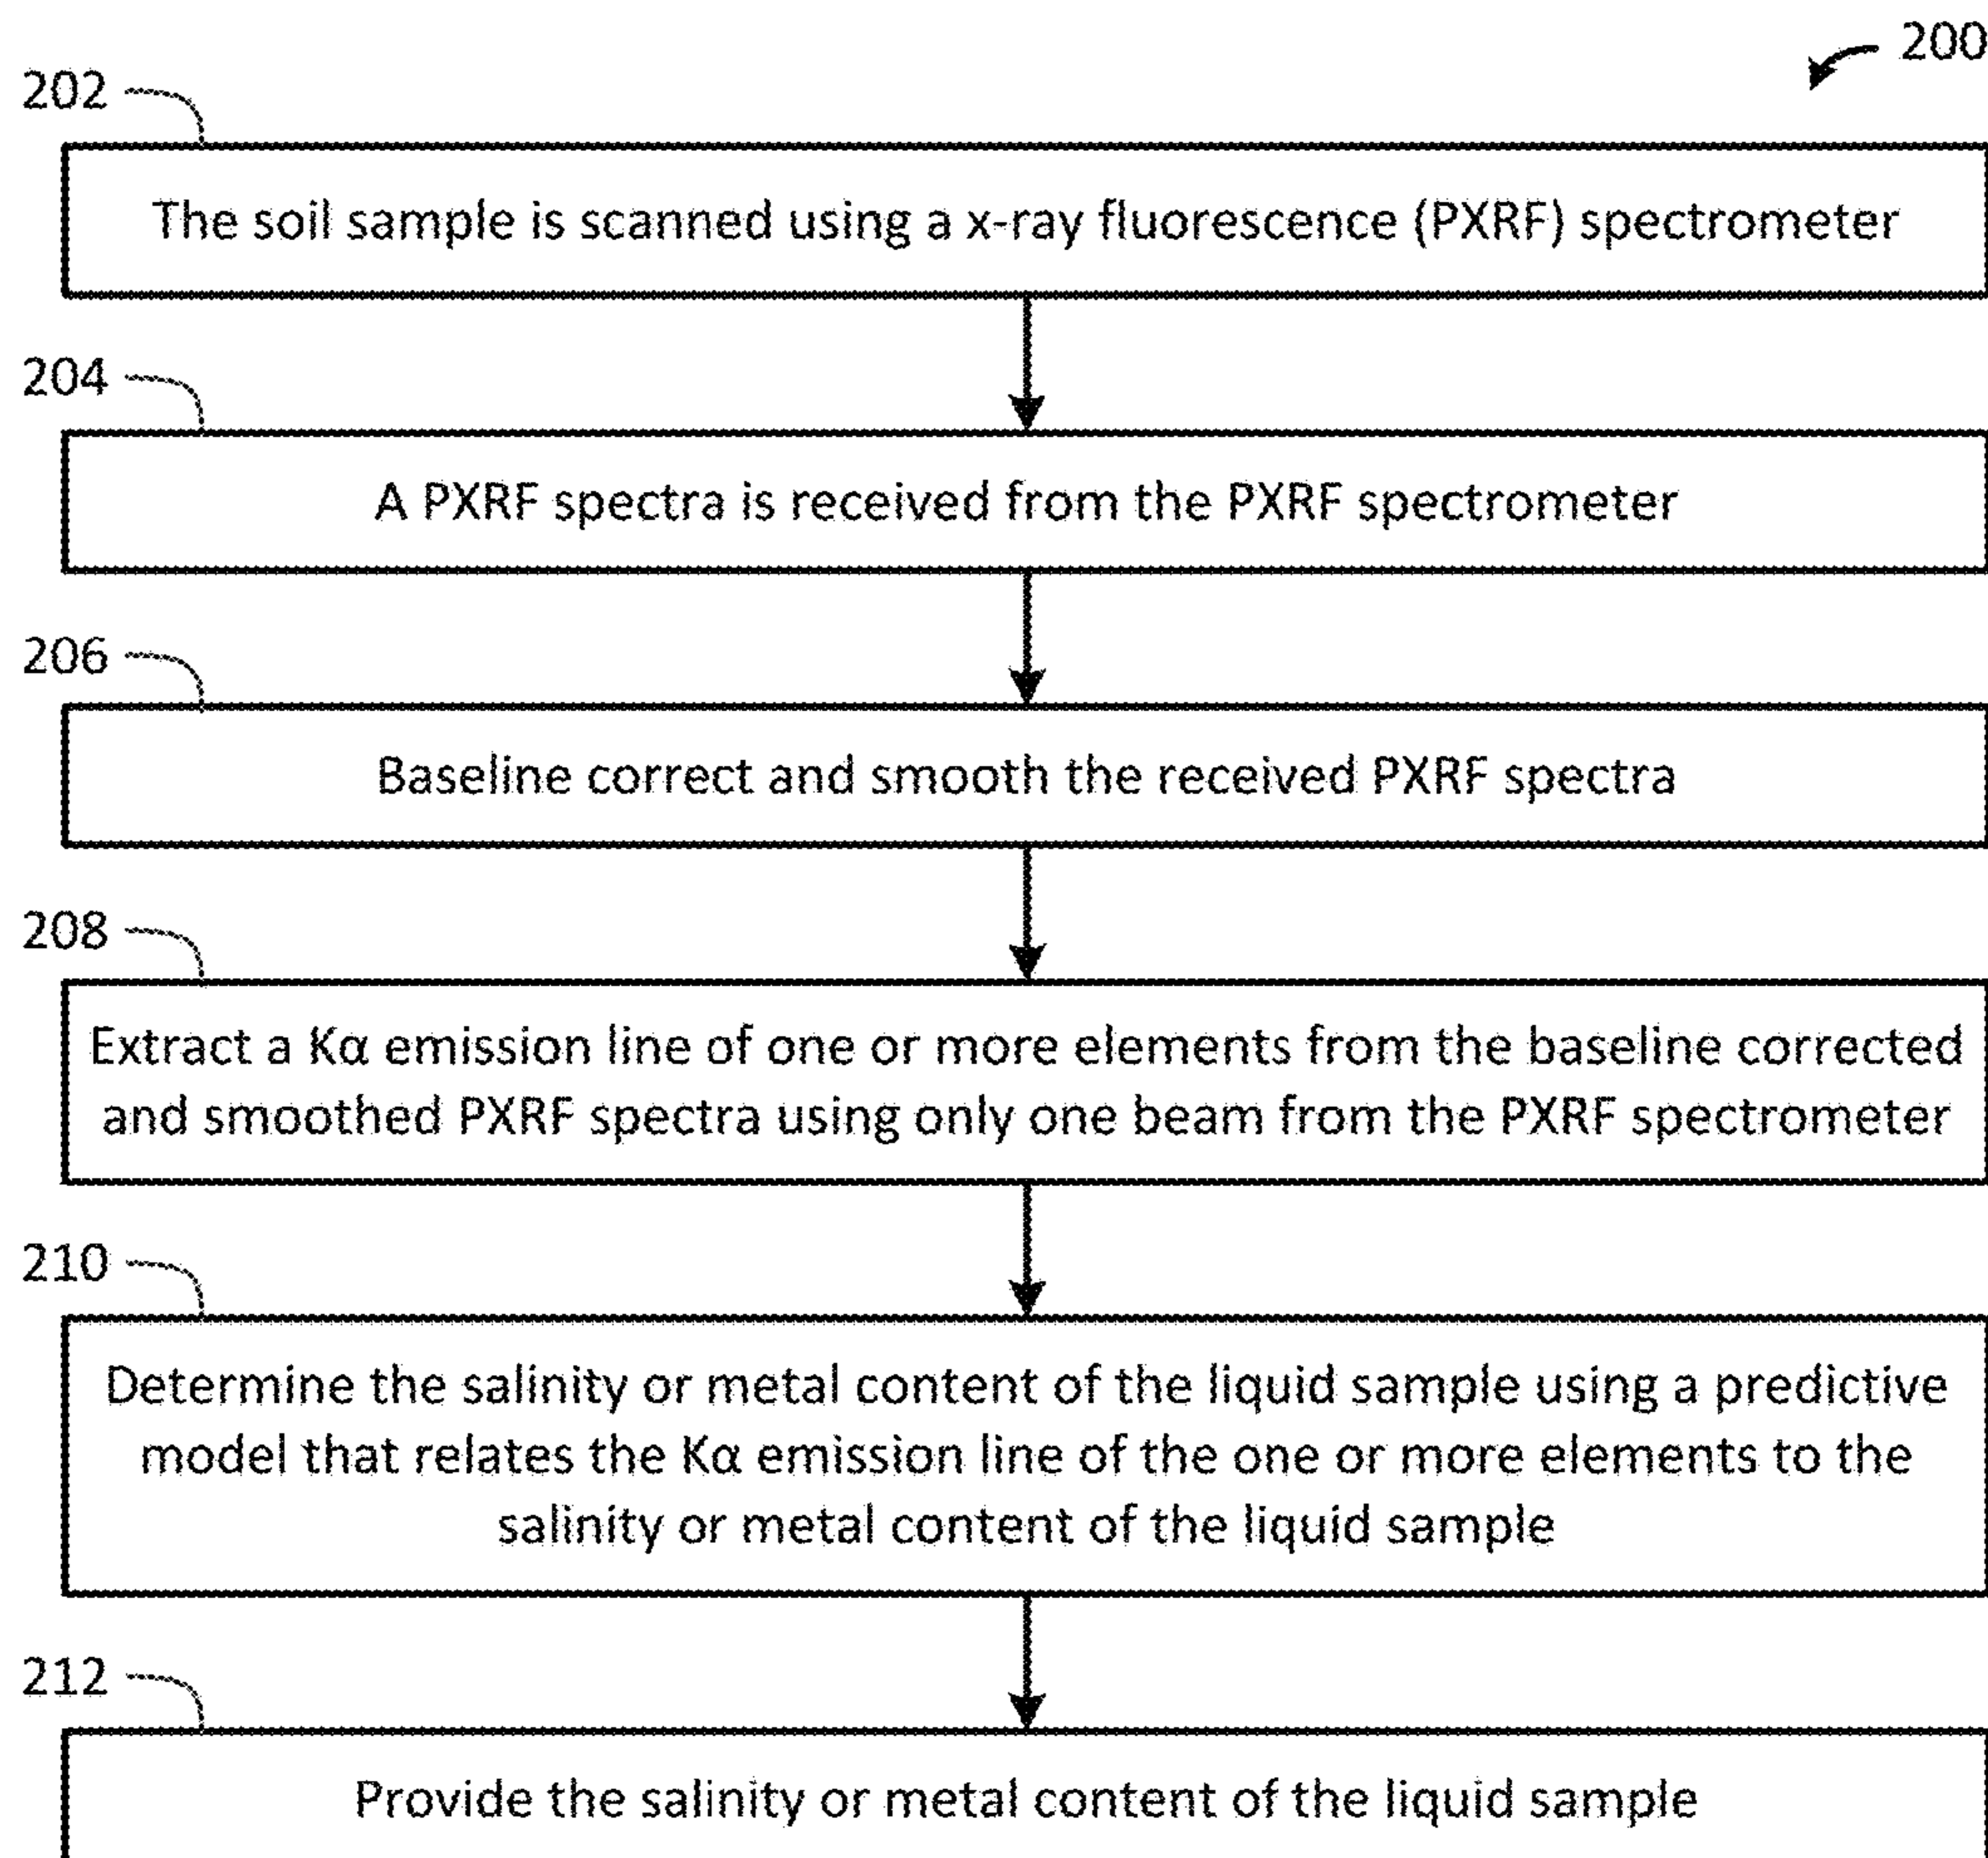 200
202
The soil sample is scanned using a x-ray fluorescence (PXRF) spectrometer
204
A PXRF spectra is received from the PXRF spectrometer
206
Baseline correct and smooth the received PXRF spectra
208
Extract a Kα emission line of one or more elements from the baseline corrected
and smoothed PXRF spectra using only one beam from the PXRF spectrometer
210
Determine the salinity or metal content of the liquid sample using a predictive
model that relates the Kα emission line of the one or more elements to the
salinity or metal content of the liquid sample
212
Provide the salinity or metal content of the liquid sample